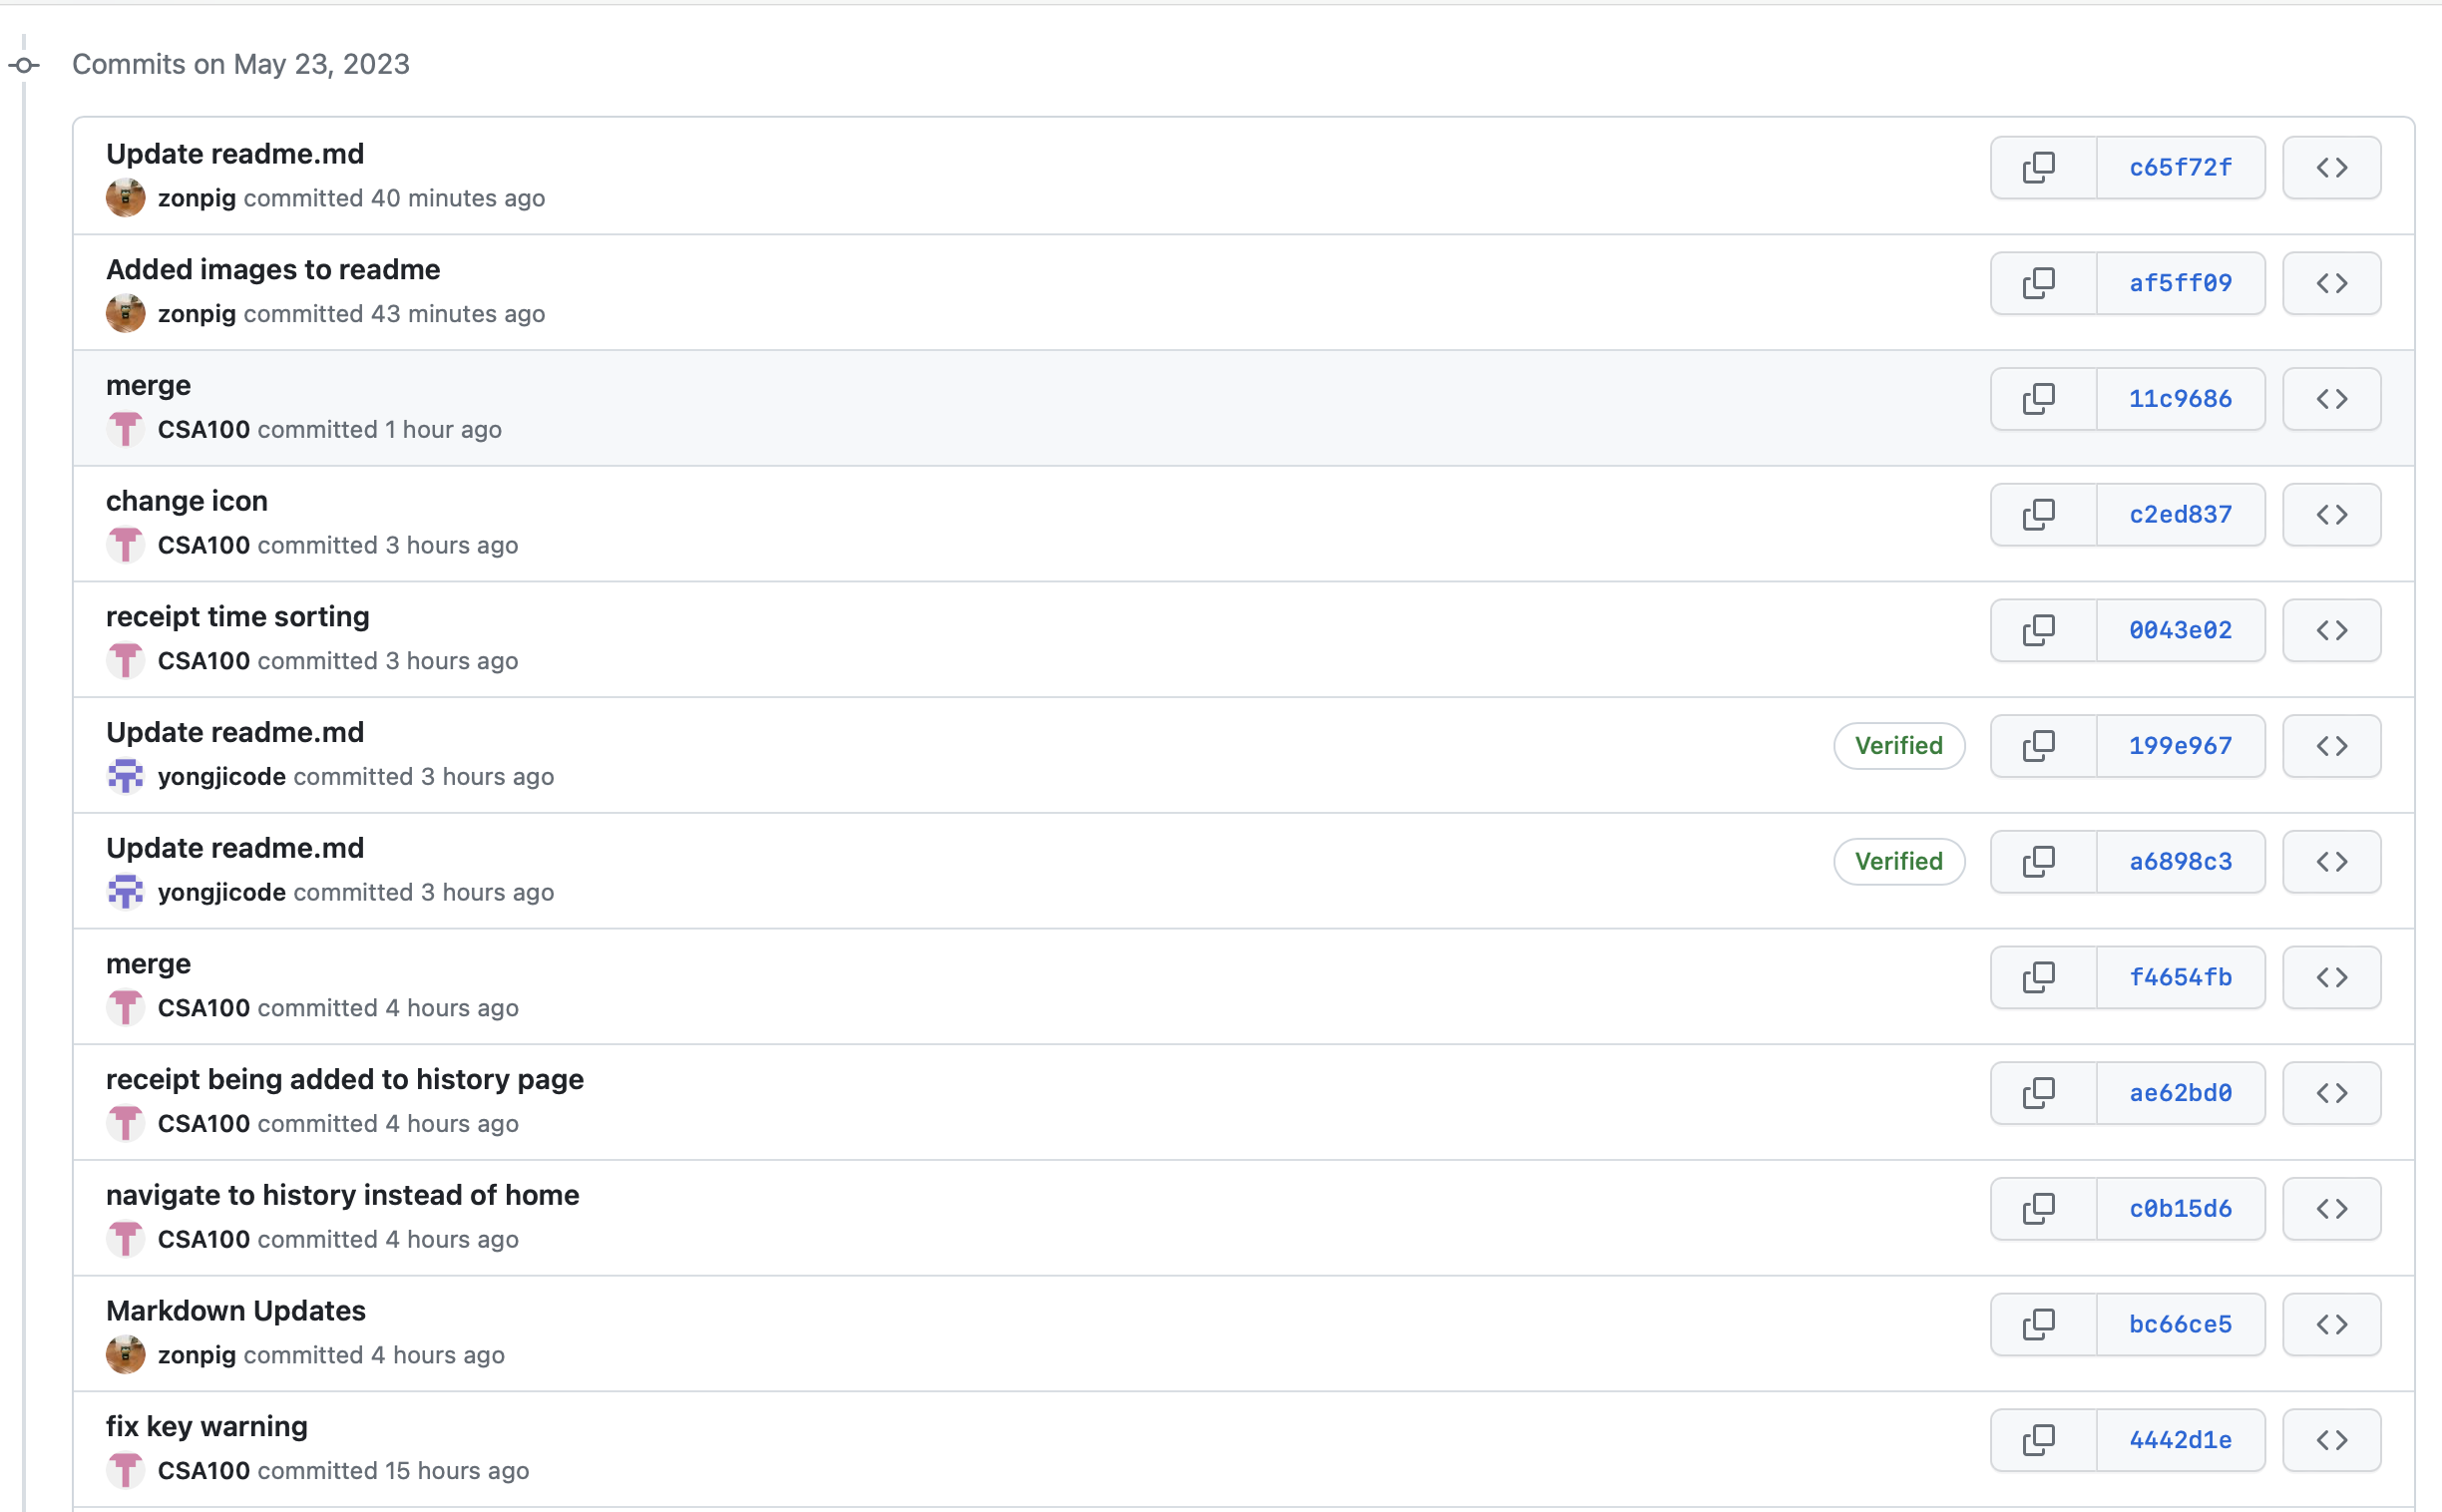 Commits on May 23, 2023
Update readme.md
zonpig committed 40 minutes ago
c65f72f
Added images to readme
zonpig committed 43 minutes ago
af5ff09
merge
CSA100 committed 1 hour ago
11c9686
change icon
CSA100 committed 3 hours ago
c2ed837
receipt time sorting
CSA100 committed 3 hours ago
0043e02
Update readme.md
yongjicode committed 3 hours ago
Verified
199e967
Update readme.md
yongjicode committed 3 hours ago
Verified
a6898c3
merge
CSA100 committed 4 hours ago
f4654fb
receipt being added to history page
CSA100 committed 4 hours ago
ae62bd0
navigate to history instead of home
CSA100 committed 4 hours ago
c0b15d6
Markdown Updates
zonpig committed 4 hours ago
bc66ce5
fix key warning
CSA100 committed 15 hours ago
4442d1e